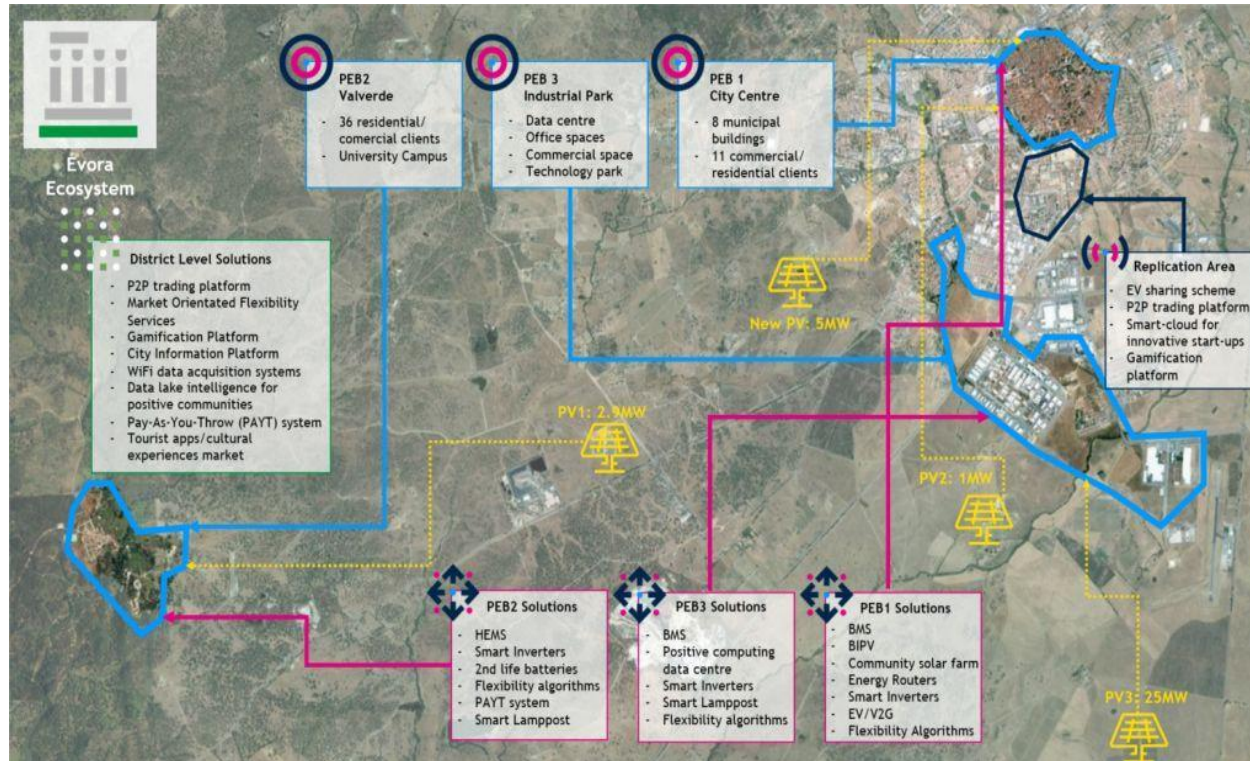 Évora
Ecosystem
PEB2
Valverde
- 36 residential/
comercial clients
- University Campus
PEB 3
Industrial Park
- Data centre
- Office spaces
- Commercial space
- Technology park
PEB 1
City Centre
- 8 municipal
buildings
- 11 commercial/
residential clients
District Level Solutions
- P2P trading platform
- Market Orientated Flexibility
Services
- Gamification Platform
- City Information Platform
- WiFi data acquisition systems
- Data lake intelligence for
positive communities
- Pay-As-You-Throw (PAYT) system
- Tourist apps/cultural
experiences market
New PV: 5MW
Replication Area
- EV sharing scheme
- P2P trading platform
- Smart-cloud for
innovative start-ups
- Gamification
platform
PV1: 2.9MW
PV2: 1MW
PEB2 Solutions
- HEMS
- Smart Inverters
- 2nd life batteries
- Flexibility algorithms
- PAYT system
- Smart Lamppost
PEB3 Solutions
- BMS
- Positive computing
data centre
- Smart Inverters
- Smart Lamppost
- Flexibility algorithms
PEB1 Solutions
- BMS
- BIPV
- Community solar farm
- Energy Routers
- Smart Inverters
- EV/V2G
- Flexibility Algorithms
PV3: 25MW